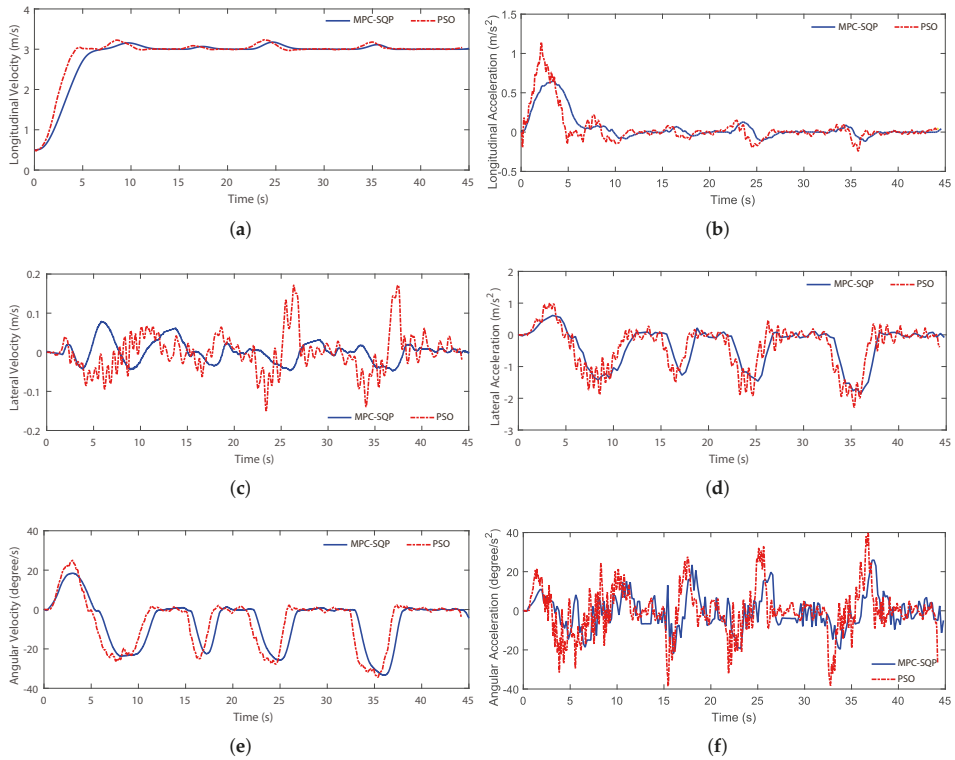 4
3
2
1
0
Longitudinal Velocity (m/s)
MPC-SQP PSO
0 5 10 15 20 25 30 35 40 45
Time (s)
(a)
1.5
1.0
0.5
0
-0.5
Longitudinal Acceleration (m/s²)
MPC-SQP PSO
0 5 10 15 20 25 30 35 40 45
Time (s)
(b)
0.2
0.1
0
-0.1
-0.2
Lateral Velocity (m/s)
MPC-SQP PSO
0 5 10 15 20 25 30 35 40 45
Time (s)
(c)
2
1
0
-1
-2
-3
Lateral Acceleration (m/s²)
MPC-SQP PSO
0 5 10 15 20 25 30 35 40 45
Time (s)
(d)
40
20
0
-20
-40
Angular Velocity (degree/s)
MPC-SQP PSO
0 5 10 15 20 25 30 35 40 45
Time (s)
(e)
40
20
0
-20
-40
Angular Acceleration (degree/s²)
MPC-SQP
PSO
0 5 10 15 20 25 30 35 40 45
Time (s)
(f)